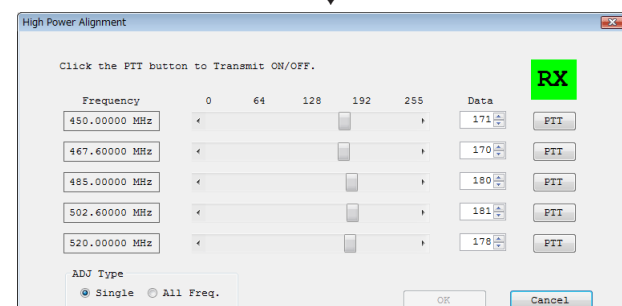 High Power Alignment
Click the PTT button to Transmit ON/OFF.
RX
Frequency 0 64 128 192 255 Data
450.00000 MHz 171 PTT
467.60000 MHz 170 PTT
485.00000 MHz 180 PTT
502.60000 MHz 181 PTT
520.00000 MHz 178 PTT
ADJ Type
Single All Freq.
OK Cancel